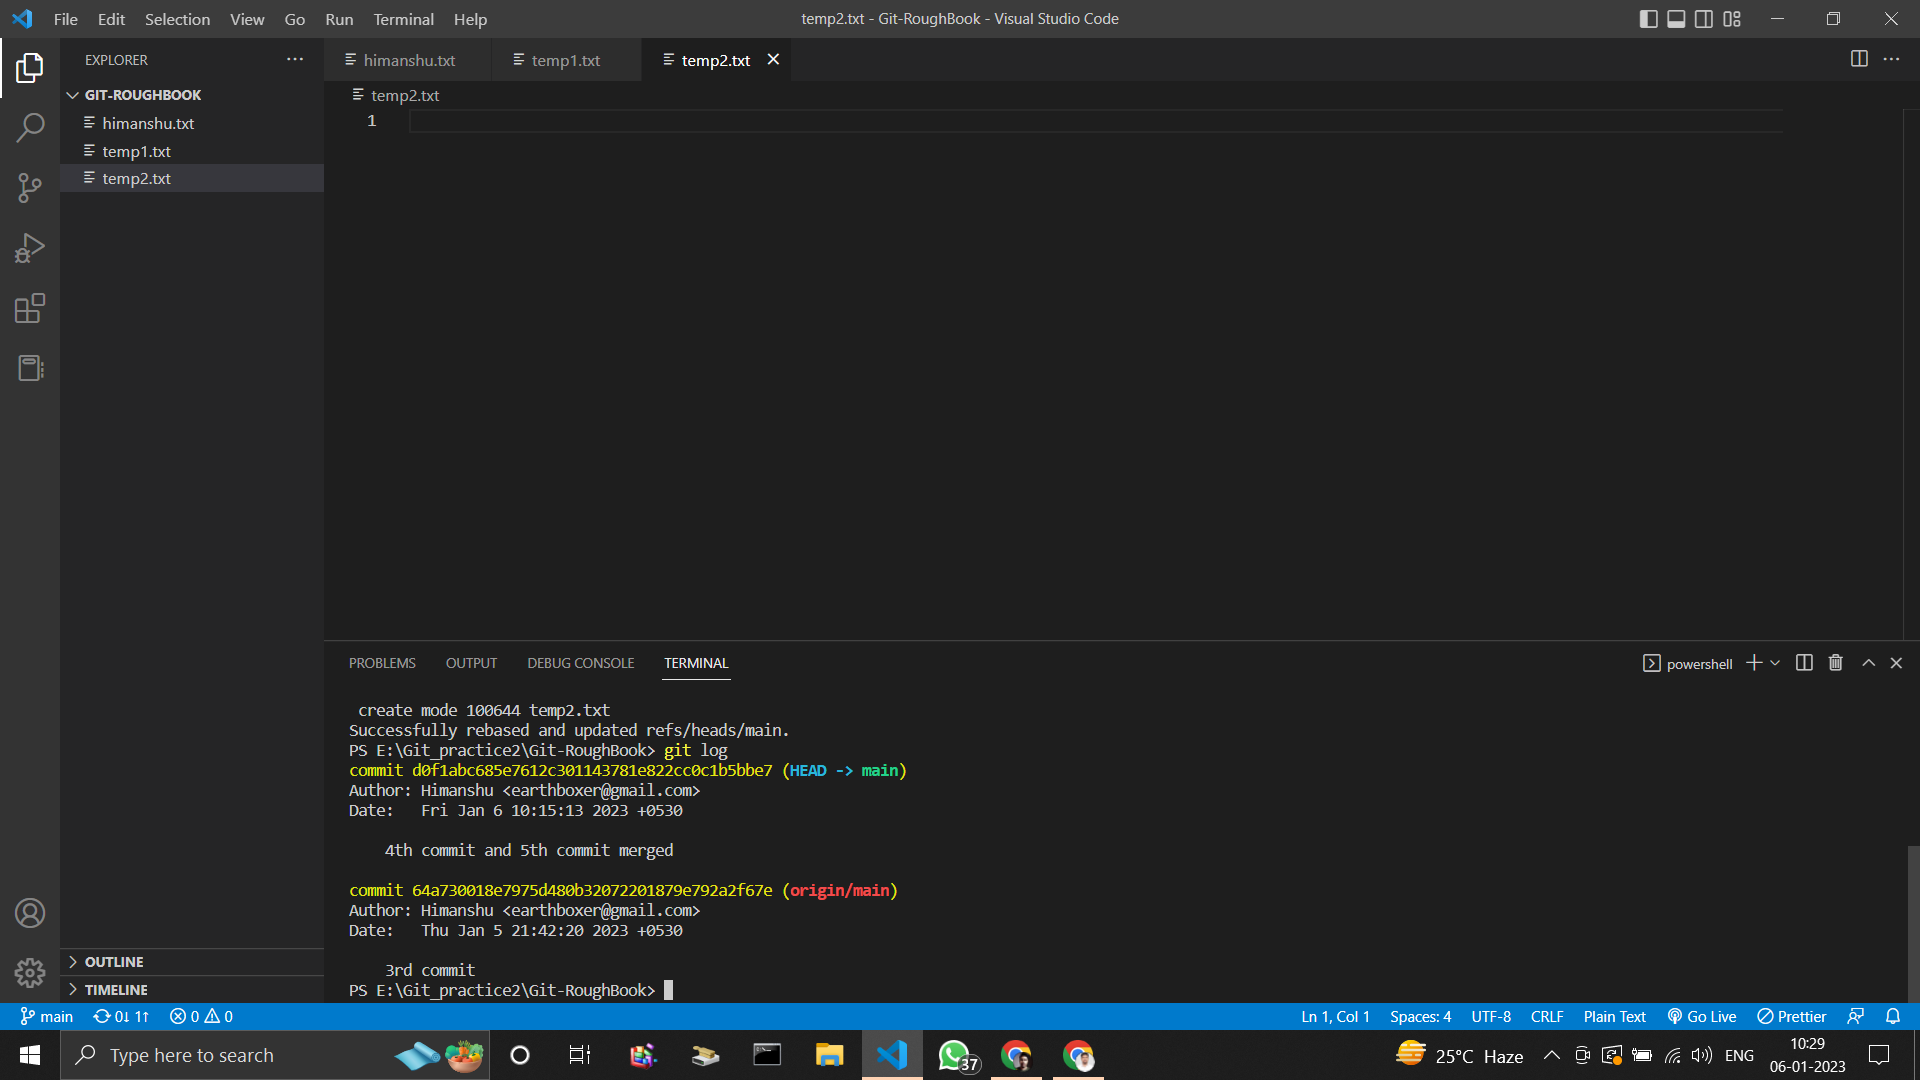 File Edit Selection View Go Run Terminal Help
temp2.txt - Git-RoughBook - Visual Studio Code
EXPLORER
GIT-ROUGHBOOK
himanshu.txt
temp1.txt
temp2.txt
OUTLINE
TIMELINE
himanshu.txt temp1.txt temp2.txt
temp2.txt
1
PROBLEMS OUTPUT DEBUG CONSOLE TERMINAL
powershell
create mode 100644 temp2.txt
Successfully rebased and updated refs/heads/main.
PS E:\Git_practice2\Git-RoughBook> git log
commit d0f1abc685e7612c301143781e822cc0c1b5bbe7 (HEAD -> main)
Author: Himanshu <earthboxer@gmail.com>
Date:   Fri Jan 6 10:15:13 2023 +0530
4th commit and 5th commit merged
commit 64a730018e7975d480b32072201879e792a2f67e (origin/main)
Author: Himanshu <earthboxer@gmail.com>
Date:   Thu Jan 5 21:42:20 2023 +0530
3rd commit
PS E:\Git_practice2\Git-RoughBook>
main 0↓ 1↑ 0 0
Ln 1, Col 1 Spaces: 4 UTF-8 CRLF Plain Text Go Live Prettier
Type here to search
37
25°C Haze
ENG
10:29
06-01-2023